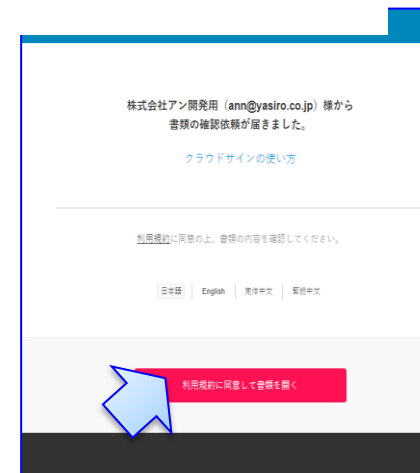 株式会社アン開発用（ann@yasiro.co.jp）様から
書類の確認依頼が届きました。
クラウドサインの使い方
利用規約に同意の上、書類の内容を確認してください。
日本語 English 简体中文 繁體中文
利用規約に同意して書類を開く